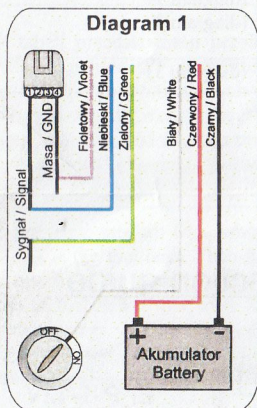 Diagram 1
1 2 3 4
Sygnał / Signal
Masa / GND
Fioletowy / Violet
Niebieski / Blue
Zielony / Green
Biały / White
Czerwony / Red
Czarny / Black
OFF
ON
+ -
Akumulator
Battery